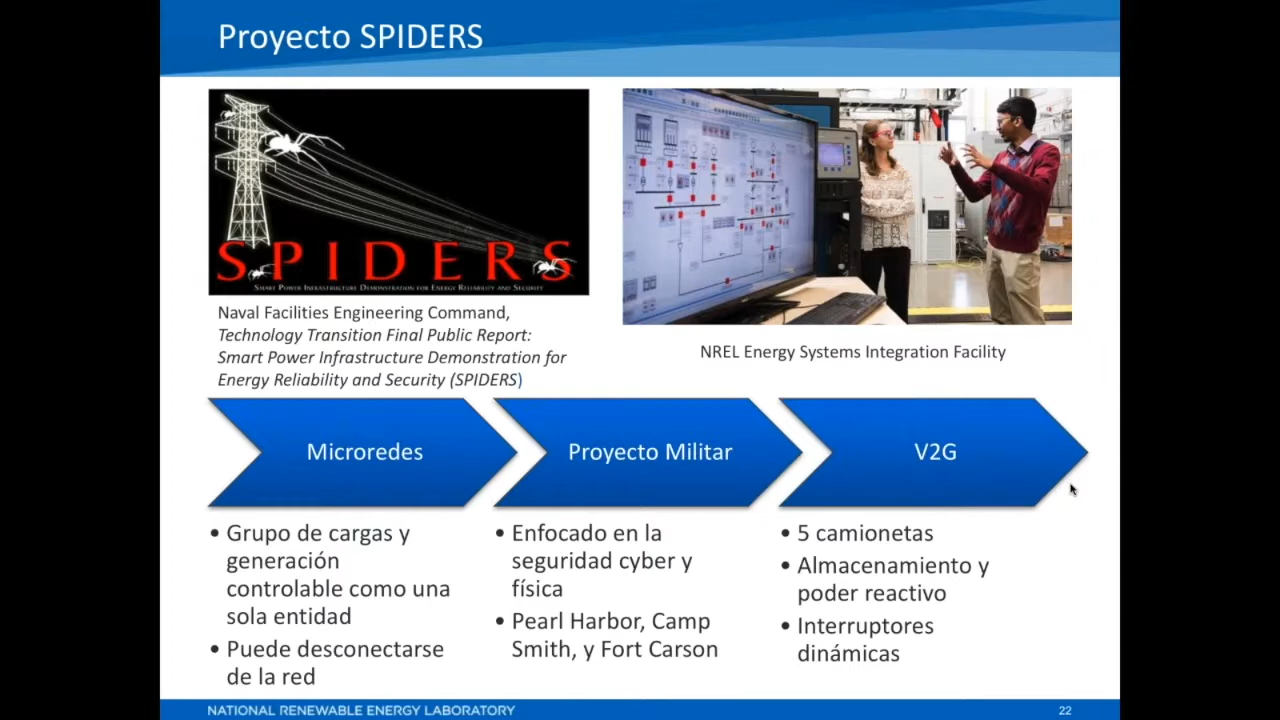 Proyecto SPIDERS
SPIDERS
SMART POWER INFRASTRUCTURE DEMONSTRATION FOR ENERGY RELIABILITY AND SECURITY
Naval Facilities Engineering Command,
Technology Transition Final Public Report:
Smart Power Infrastructure Demonstration for
Energy Reliability and Security (SPIDERS)
NREL Energy Systems Integration Facility
Microredes
• Grupo de cargas y
generación
controlable como una
sola entidad
• Puede desconectarse
de la red
Proyecto Militar
• Enfocado en la
seguridad cyber y
física
• Pearl Harbor, Camp
Smith, y Fort Carson
V2G
• 5 camionetas
• Almacenamiento y
poder reactivo
• Interruptores
dinámicas
NATIONAL RENEWABLE ENERGY LABORATORY
22